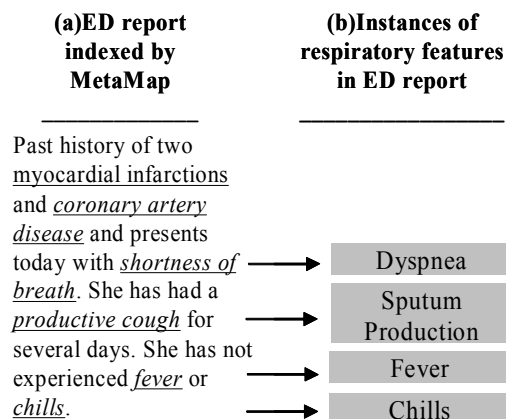 (a)ED report
indexed by
MetaMap
Past history of two
myocardial infarctions
and coronary artery
disease and presents
today with shortness of
breath. She has had a
productive cough for
several days. She has not
experienced fever or
chills.
(b)Instances of
respiratory features
in ED report
Dyspnea
Sputum
Production
Fever
Chills